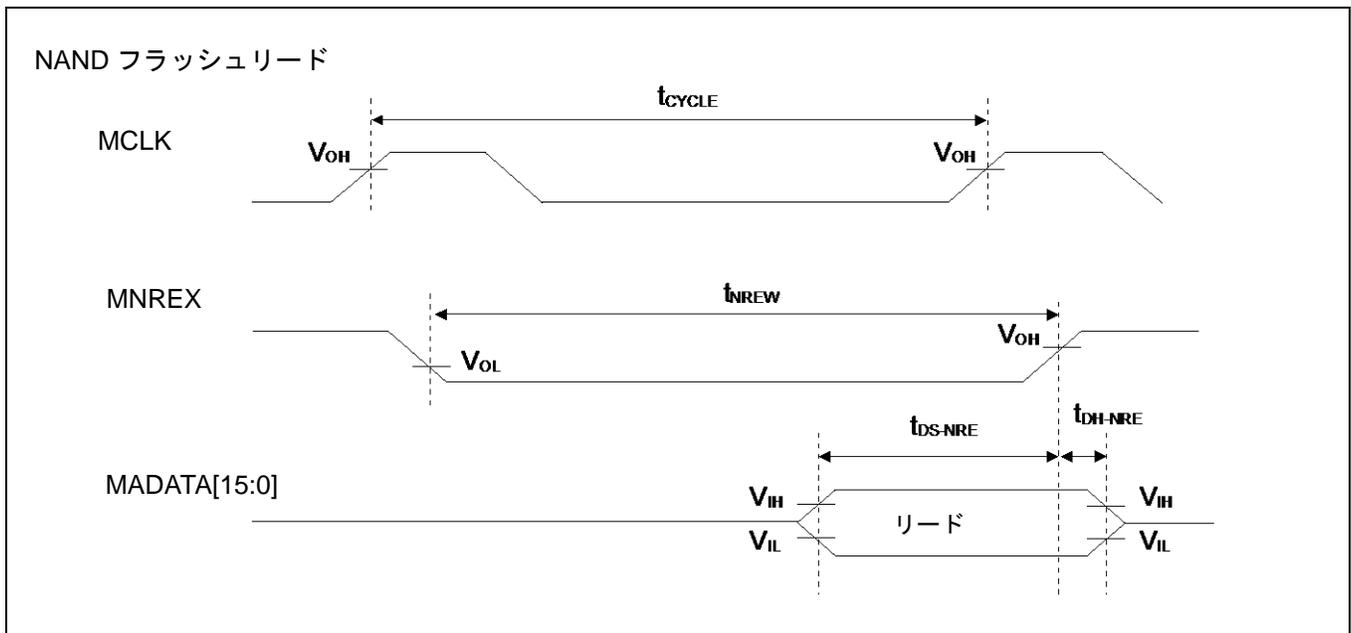 NAND フラッシュリード
tCYCLE
MCLK
VOH
VOH
MNREX
tNREW
VOH
VOL
tDS-NRE
tDH-NRE
MADATA[15:0]
VIH
リード
VIH
VIL
VIL